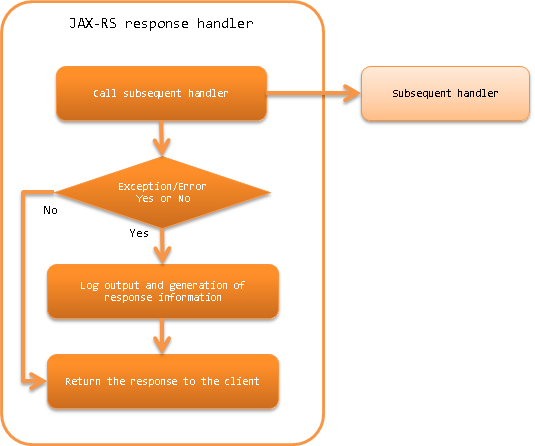 JAX-RS response handler
Call subsequent handler
Subsequent handler
Exception/Error
Yes or No
No
Yes
Log output and generation of
response information
Return the response to the client